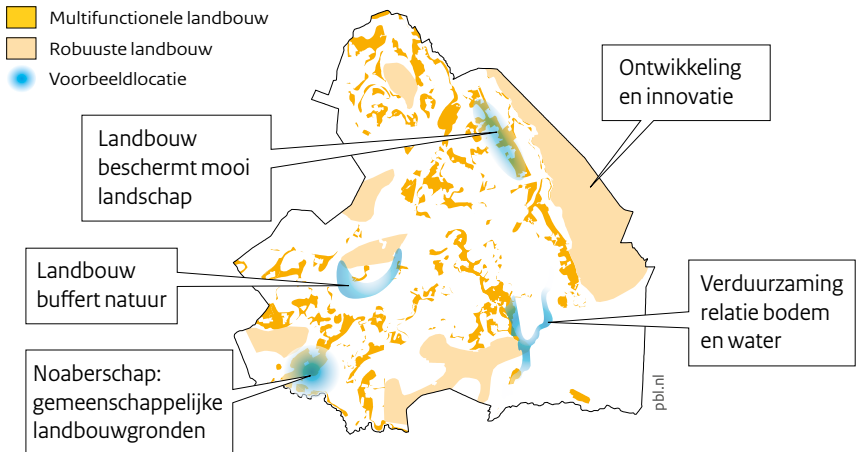 Multifunctionele landbouw
Robuuste landbouw
Voorbeeldlocatie
Ontwikkeling
en innovatie
Landbouw
beschermt mooi
landschap
Landbouw
buffert natuur
Verduurzaming
relatie bodem
en water
Noaberschap:
gemeenschappelijke
landbouwgronden
pbl.nl